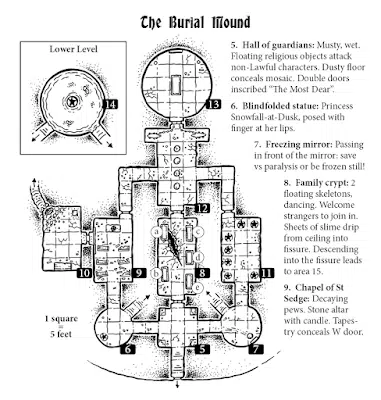 The Burial Mound
Lower Level
14
13
12
10
9
8
11
6
5
7
c
c
d
d
c
1 square
=
5 feet
5. Hall of guardians: Musty, wet.
Floating religious objects attack
non-Lawful characters. Dusty floor
conceals mosaic. Double doors
inscribed "The Most Dear".
6. Blindfolded statue: Princess
Snowfall-at-Dusk, posed with
finger at her lips.
7. Freezing mirror: Passing
in front of the mirror: save
vs paralysis or be frozen still!
8. Family crypt: 2
floating skeletons,
dancing. Welcome
strangers to join in.
Sheets of slime drip
from ceiling into
fissure. Descending
into the fissure leads
to area 15.
9. Chapel of St
Sedge: Decaying
pews. Stone altar
with candle. Tapes-
try conceals W door.